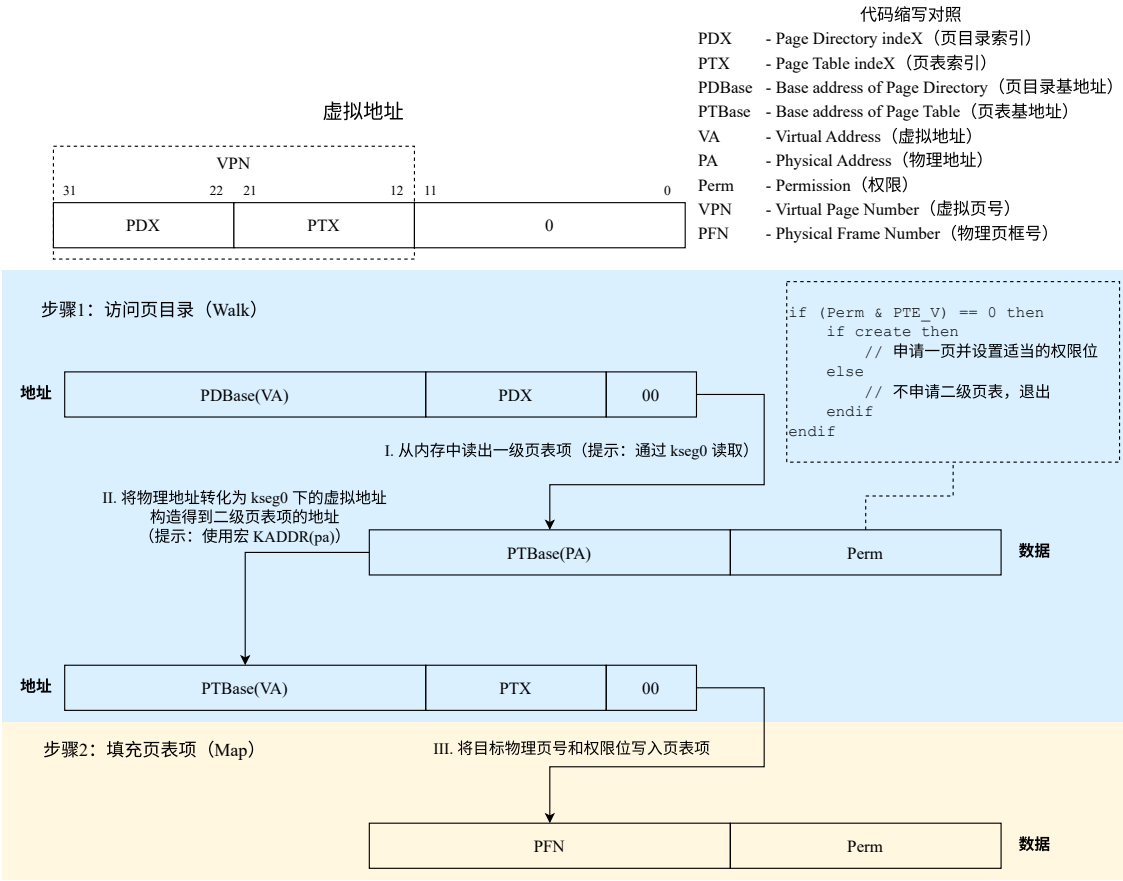 代码缩写对照
PDX - Page Directory indeX（页目录索引）
PTX - Page Table indeX（页表索引）
PDBase - Base address of Page Directory（页目录基地址）
PTBase - Base address of Page Table（页表基地址）
VA - Virtual Address（虚拟地址）
PA - Physical Address（物理地址）
Perm - Permission（权限）
VPN - Virtual Page Number（虚拟页号）
PFN - Physical Frame Number（物理页框号）
虚拟地址
VPN
31 22 21 12 11 0
PDX PTX 0
步骤1：访问页目录（Walk）
if (Perm & PTE_V) == 0 then
if create then
// 申请一页并设置适当的权限位
else
// 不申请二级页表，退出
endif
endif
地址 PDBase(VA) PDX 00
I. 从内存中读出一级页表项（提示：通过 kseg0 读取）
II. 将物理地址转化为 kseg0 下的虚拟地址
构造得到二级页表项的地址
（提示：使用宏 KADDR(pa)）
PTBase(PA) Perm 数据
地址 PTBase(VA) PTX 00
步骤2：填充页表项（Map）
III. 将目标物理页号和权限位写入页表项
PFN Perm 数据